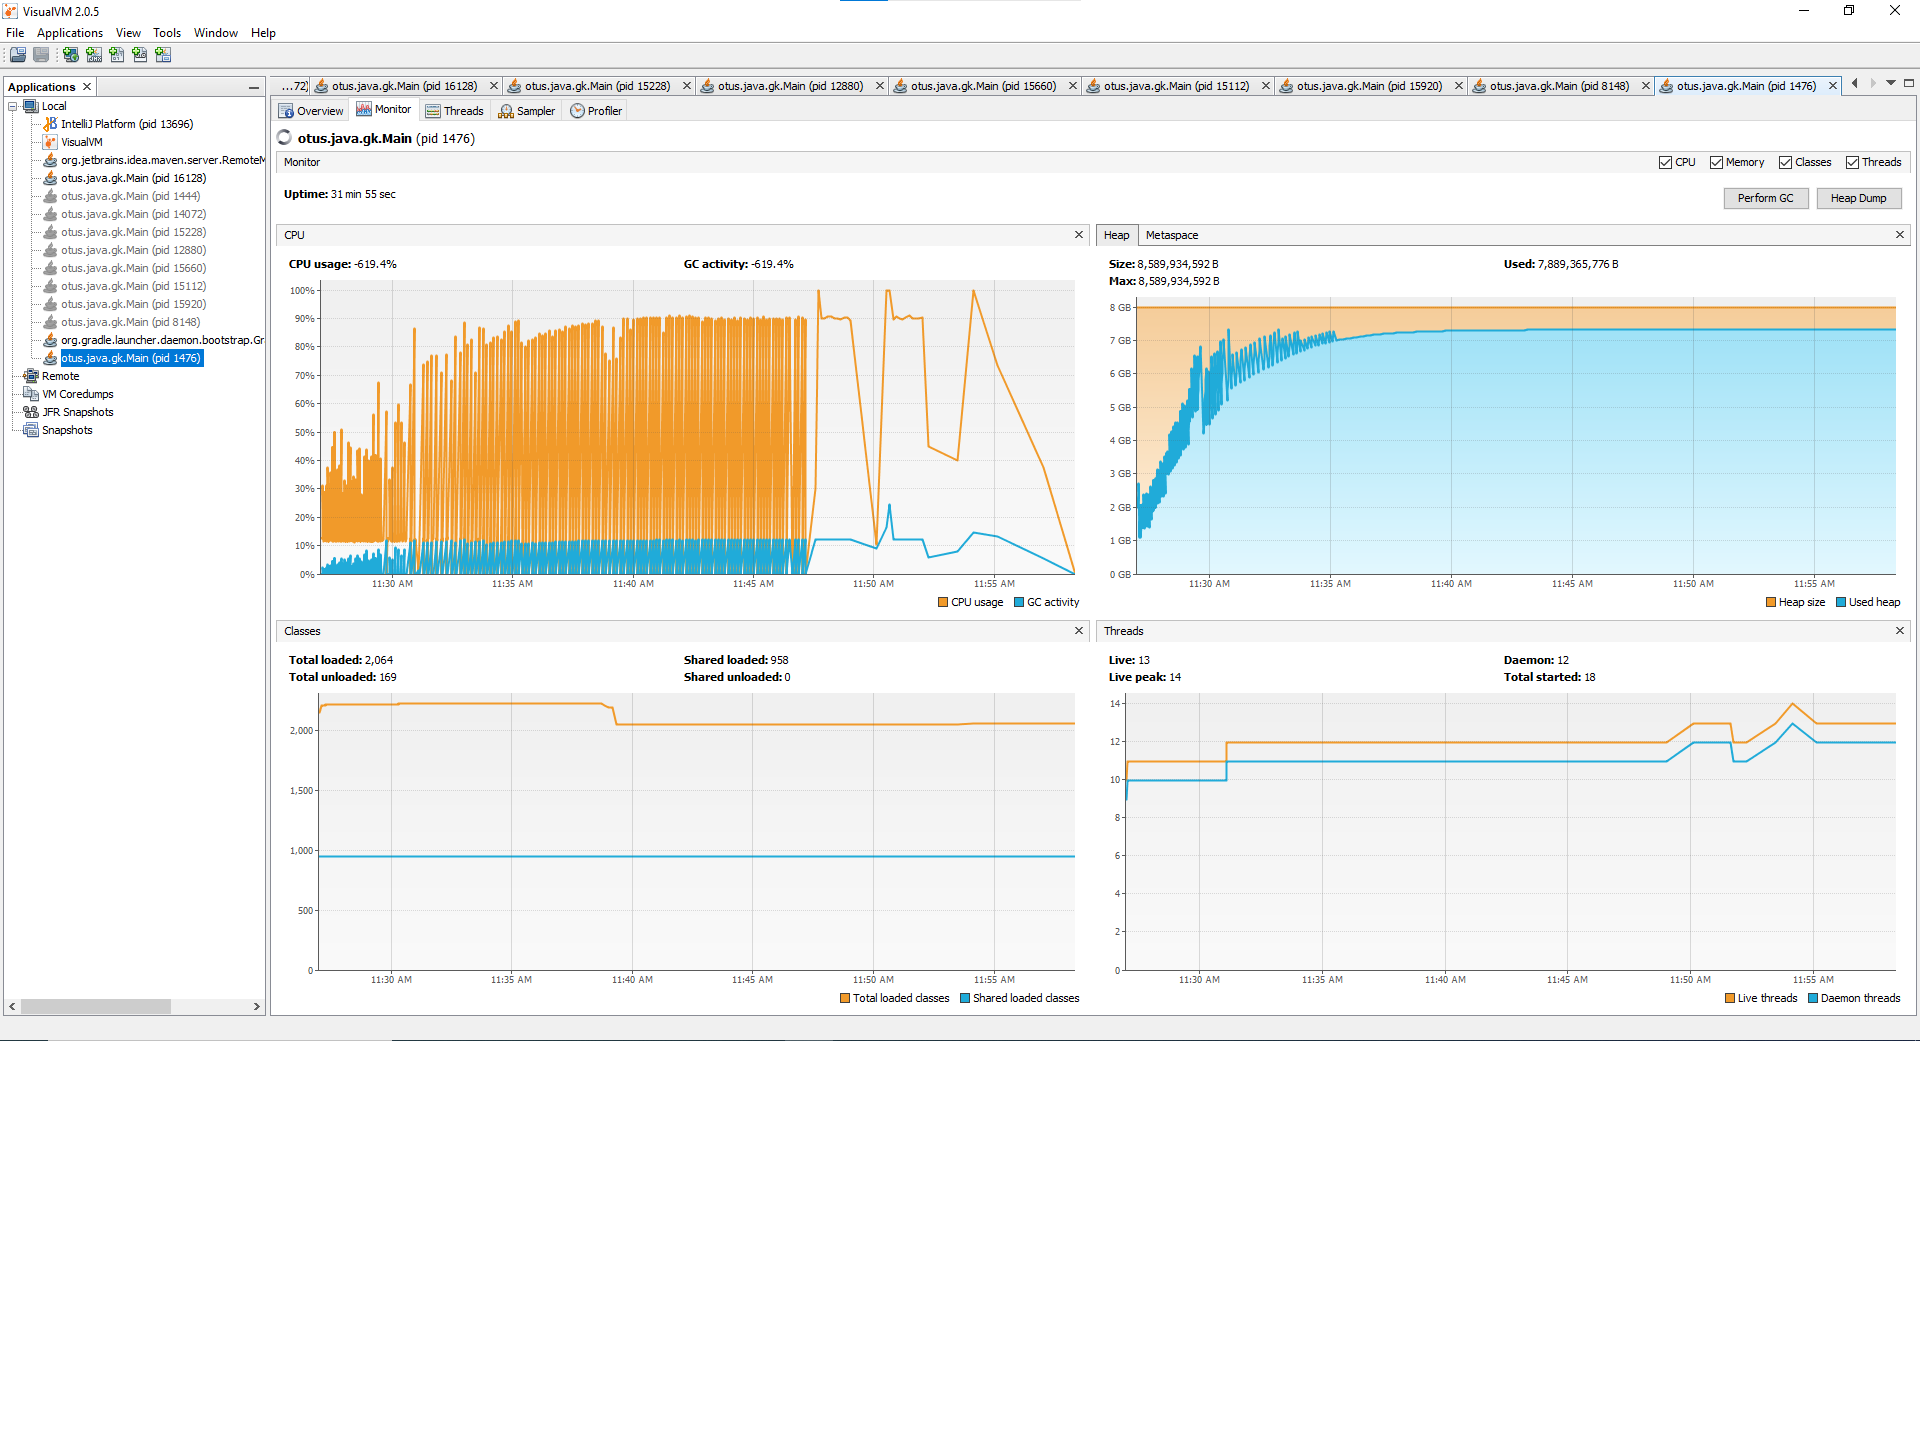 VisualVM 2.0.5
File Applications View Tools Window Help
Applications
...72) otus.java.gk.Main (pid 16128) otus.java.gk.Main (pid 15228) otus.java.gk.Main (pid 12880) otus.java.gk.Main (pid 15660) otus.java.gk.Main (pid 15112) otus.java.gk.Main (pid 15920) otus.java.gk.Main (pid 8148) otus.java.gk.Main (pid 1476)
Local
IntelliJ Platform (pid 13696)
VisualVM
org.jetbrains.idea.maven.server.RemoteM
otus.java.gk.Main (pid 16128)
otus.java.gk.Main (pid 1444)
otus.java.gk.Main (pid 14072)
otus.java.gk.Main (pid 15228)
otus.java.gk.Main (pid 12880)
otus.java.gk.Main (pid 15660)
otus.java.gk.Main (pid 15112)
otus.java.gk.Main (pid 15920)
otus.java.gk.Main (pid 8148)
org.gradle.launcher.daemon.bootstrap.Gr
otus.java.gk.Main (pid 1476)
Remote
VM Coredumps
JFR Snapshots
Snapshots
Overview Monitor Threads Sampler Profiler
otus.java.gk.Main (pid 1476)
Monitor
CPU Memory Classes Threads
Uptime: 31 min 55 sec
Perform GC Heap Dump
CPU
CPU usage: -619.4% GC activity: -619.4%
100%
90%
80%
70%
60%
50%
40%
30%
20%
10%
0%
11:30 AM 11:35 AM 11:40 AM 11:45 AM 11:50 AM 11:55 AM
CPU usage GC activity
Heap Metaspace
Size: 8,589,934,592 B Used: 7,889,365,776 B
Max: 8,589,934,592 B
8 GB
7 GB
6 GB
5 GB
4 GB
3 GB
2 GB
1 GB
0 GB
11:30 AM 11:35 AM 11:40 AM 11:45 AM 11:50 AM 11:55 AM
Heap size Used heap
Classes
Total loaded: 2,064 Shared loaded: 958
Total unloaded: 169 Shared unloaded: 0
2,000
1,500
1,000
500
0
11:30 AM 11:35 AM 11:40 AM 11:45 AM 11:50 AM 11:55 AM
Total loaded classes Shared loaded classes
Threads
Live: 13 Daemon: 12
Live peak: 14 Total started: 18
14
12
10
8
6
4
2
0
11:30 AM 11:35 AM 11:40 AM 11:45 AM 11:50 AM 11:55 AM
Live threads Daemon threads